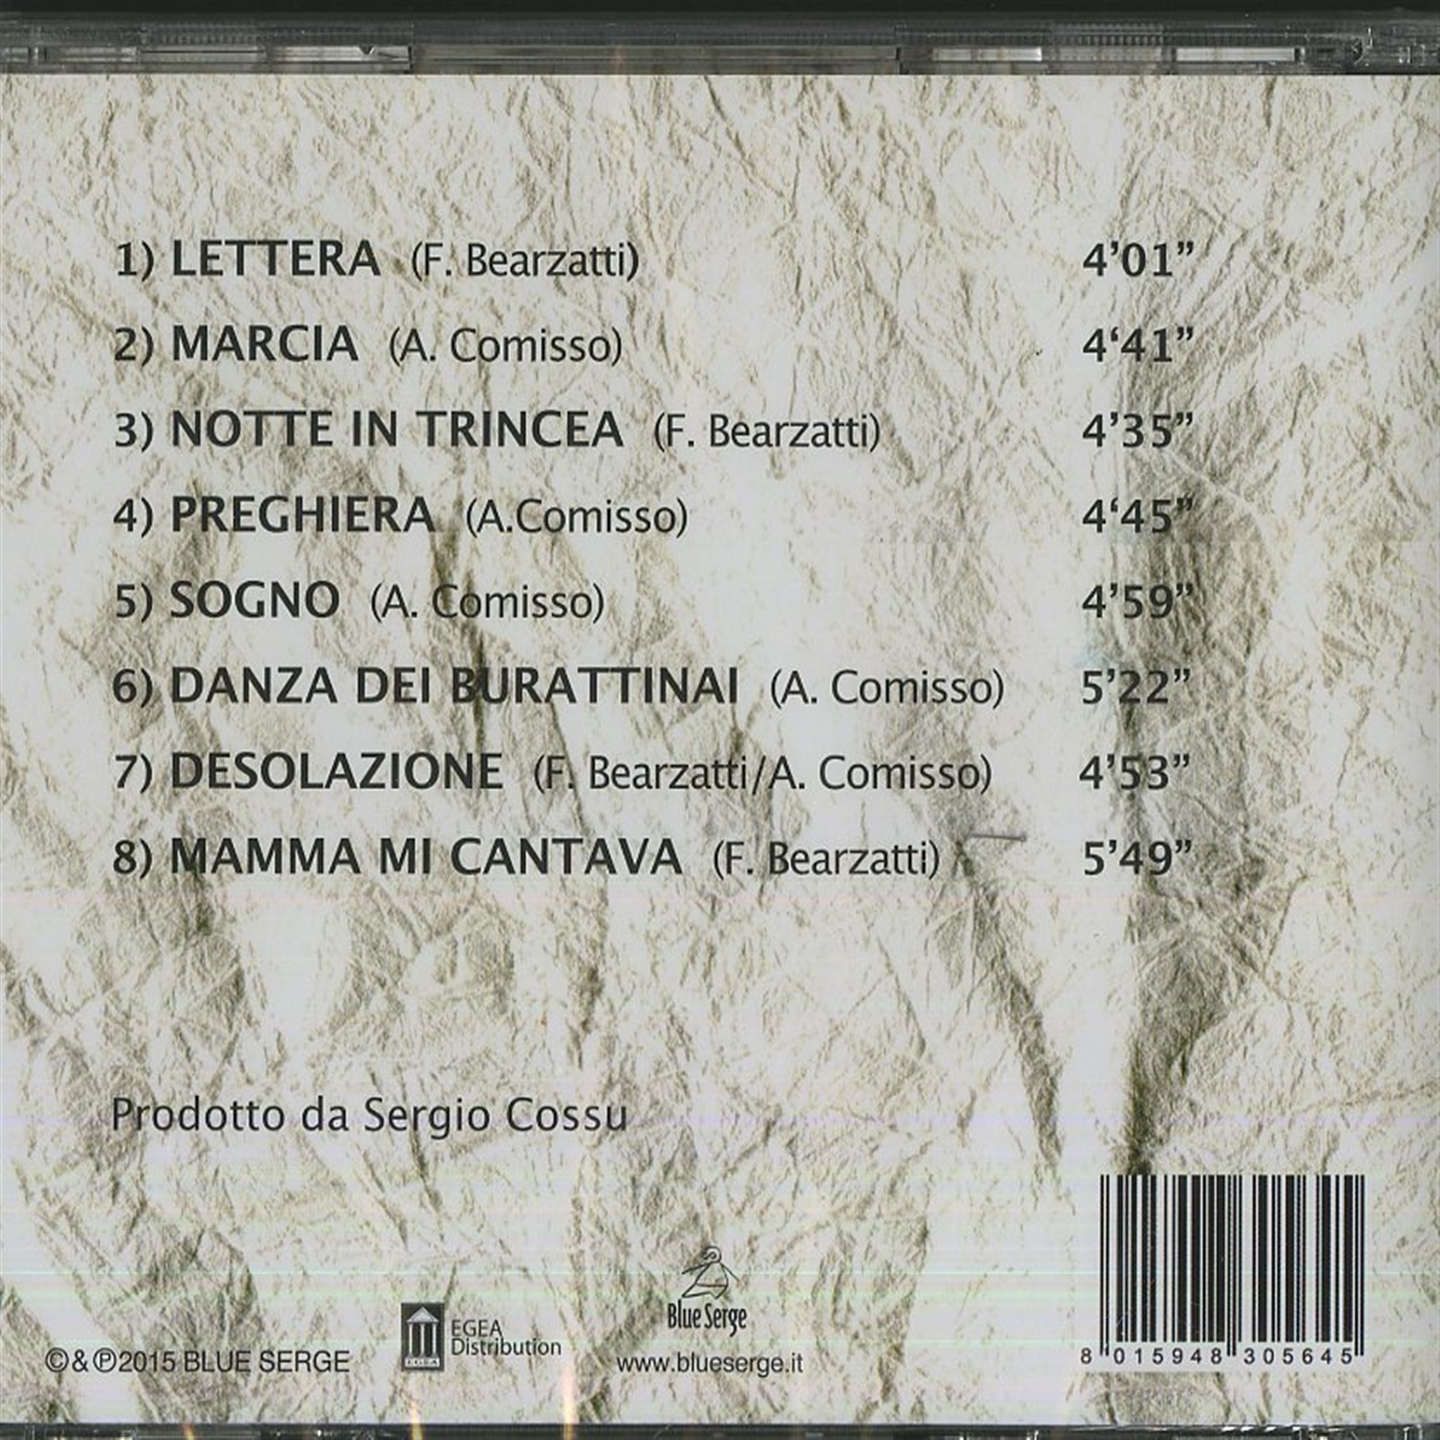 1) LETTERA (F. Bearzatti) 4’01”
2) MARCIA (A. Comisso) 4‘41”
3) NOTTE IN TRINCEA (F. Bearzatti) 4’35”
4) PREGHIERA (A.Comisso) 4‘45”
5) SOGNO (A. Comisso) 4’59”
6) DANZA DEI BURATTINAI (A. Comisso) 5’22”
7) DESOLAZIONE (F. Bearzatti/A. Comisso) 4’53”
8) MAMMA MI CANTAVA (F. Bearzatti) 5’49”
Prodotto da Sergio Cossu
©&℗2015 BLUE SERGE
EGEA
EGEA
Distribution
Blue Serge
www.blueserge.it
8 015948 305645